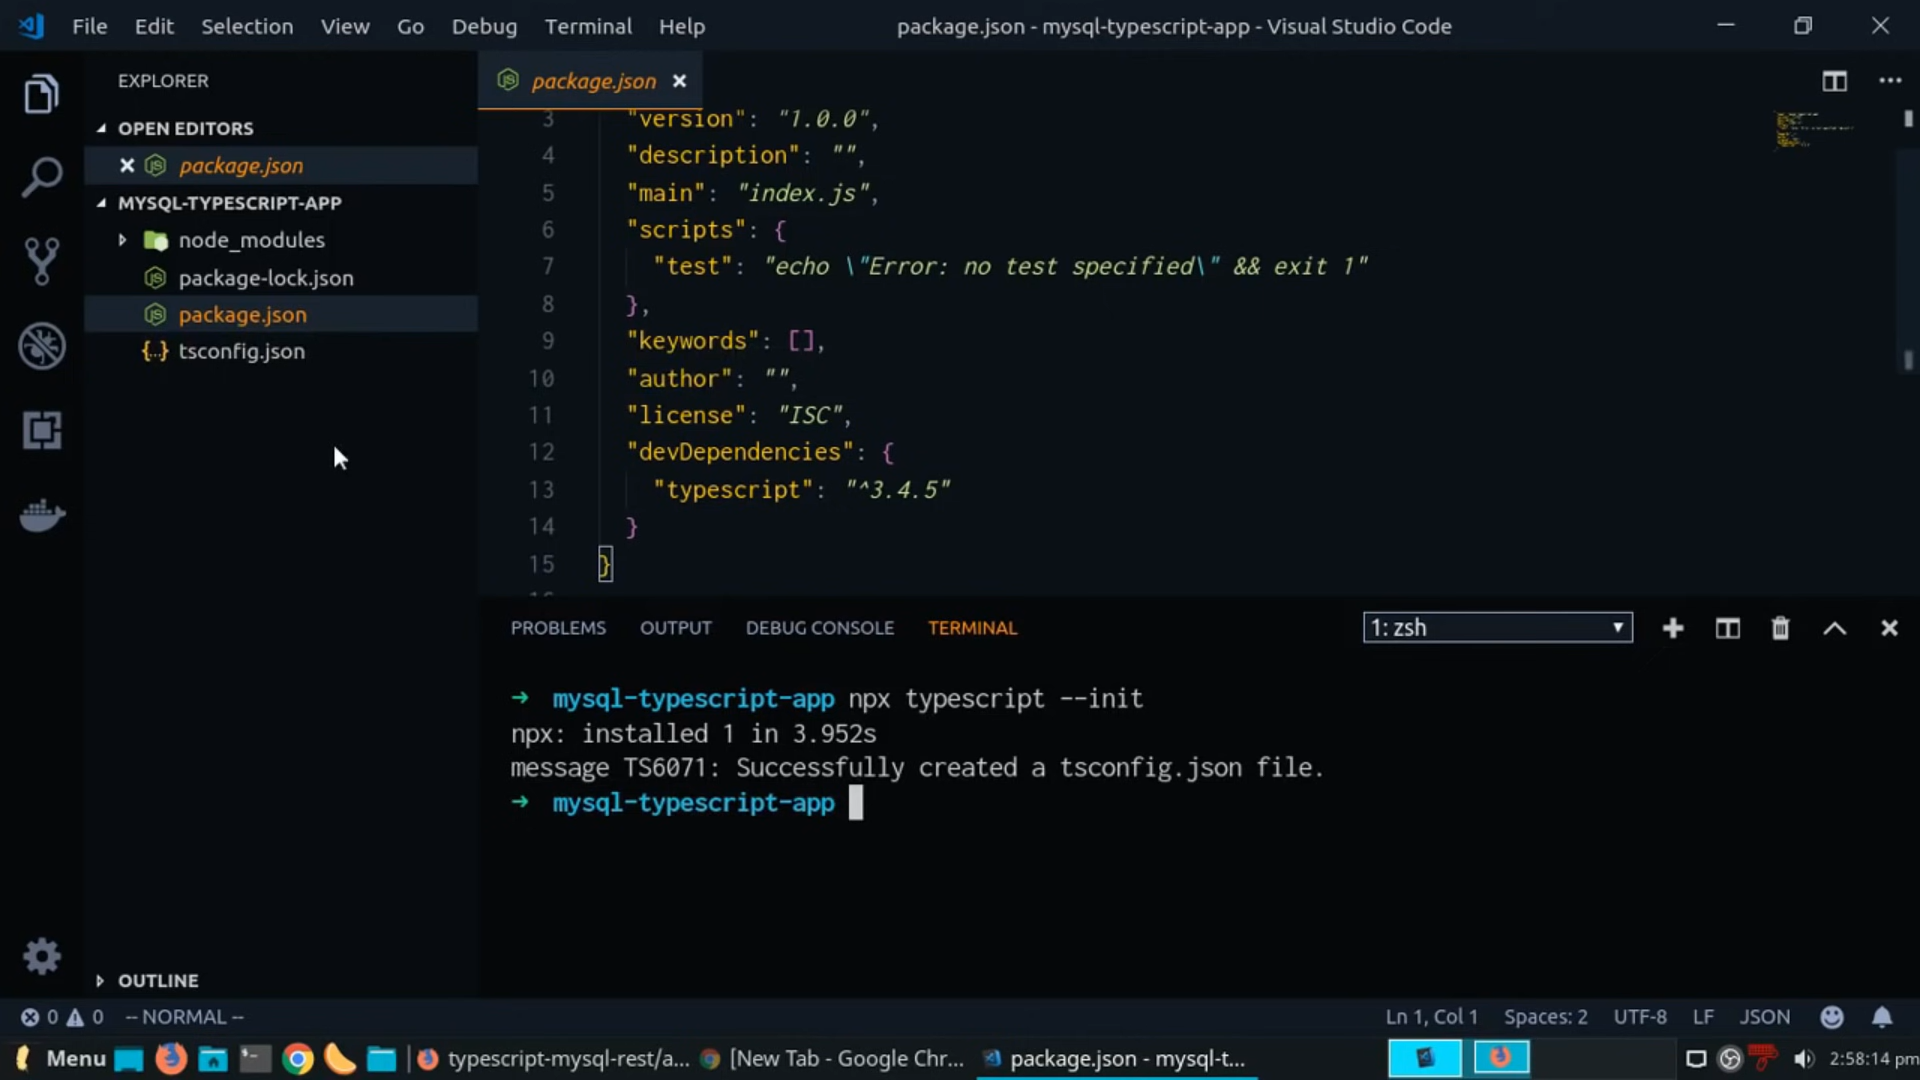 File Edit Selection View Go Debug Terminal Help package.json - mysql-typescript-app - Visual Studio Code
EXPLORER
OPEN EDITORS
package.json
MYSQL-TYPESCRIPT-APP
node_modules
package-lock.json
package.json
tsconfig.json
OUTLINE
package.json
3 "version": "1.0.0",
4 "description": "",
5 "main": "index.js",
6 "scripts": {
7 "test": "echo \"Error: no test specified\" && exit 1"
8 },
9 "keywords": [],
10 "author": "",
11 "license": "ISC",
12 "devDependencies": {
13 "typescript": "^3.4.5"
14 }
15 }
PROBLEMS OUTPUT DEBUG CONSOLE TERMINAL 1: zsh
→ mysql-typescript-app npx typescript --init
npx: installed 1 in 3.952s
message TS6071: Successfully created a tsconfig.json file.
→ mysql-typescript-app
0 0 -- NORMAL -- Ln 1, Col 1 Spaces: 2 UTF-8 LF JSON
Menu typescript-mysql-rest/a... [New Tab - Google Chr... package.json - mysql-t... 2:58:14 pm